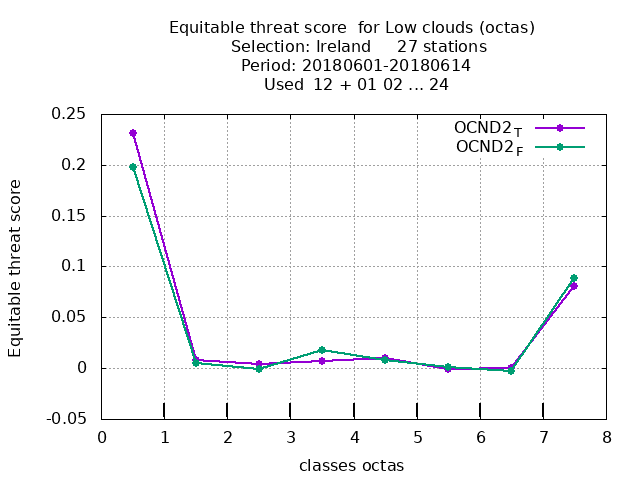 Equitable threat score  for Low clouds (octas)
Selection: Ireland     27 stations
Period: 20180601-20180614
Used  12 + 01 02 ... 24
OCND2T
OCND2F
0.25
0.2
0.15
0.1
0.05
0
-0.05
Equitable threat score
0 1 2 3 4 5 6 7 8
classes octas